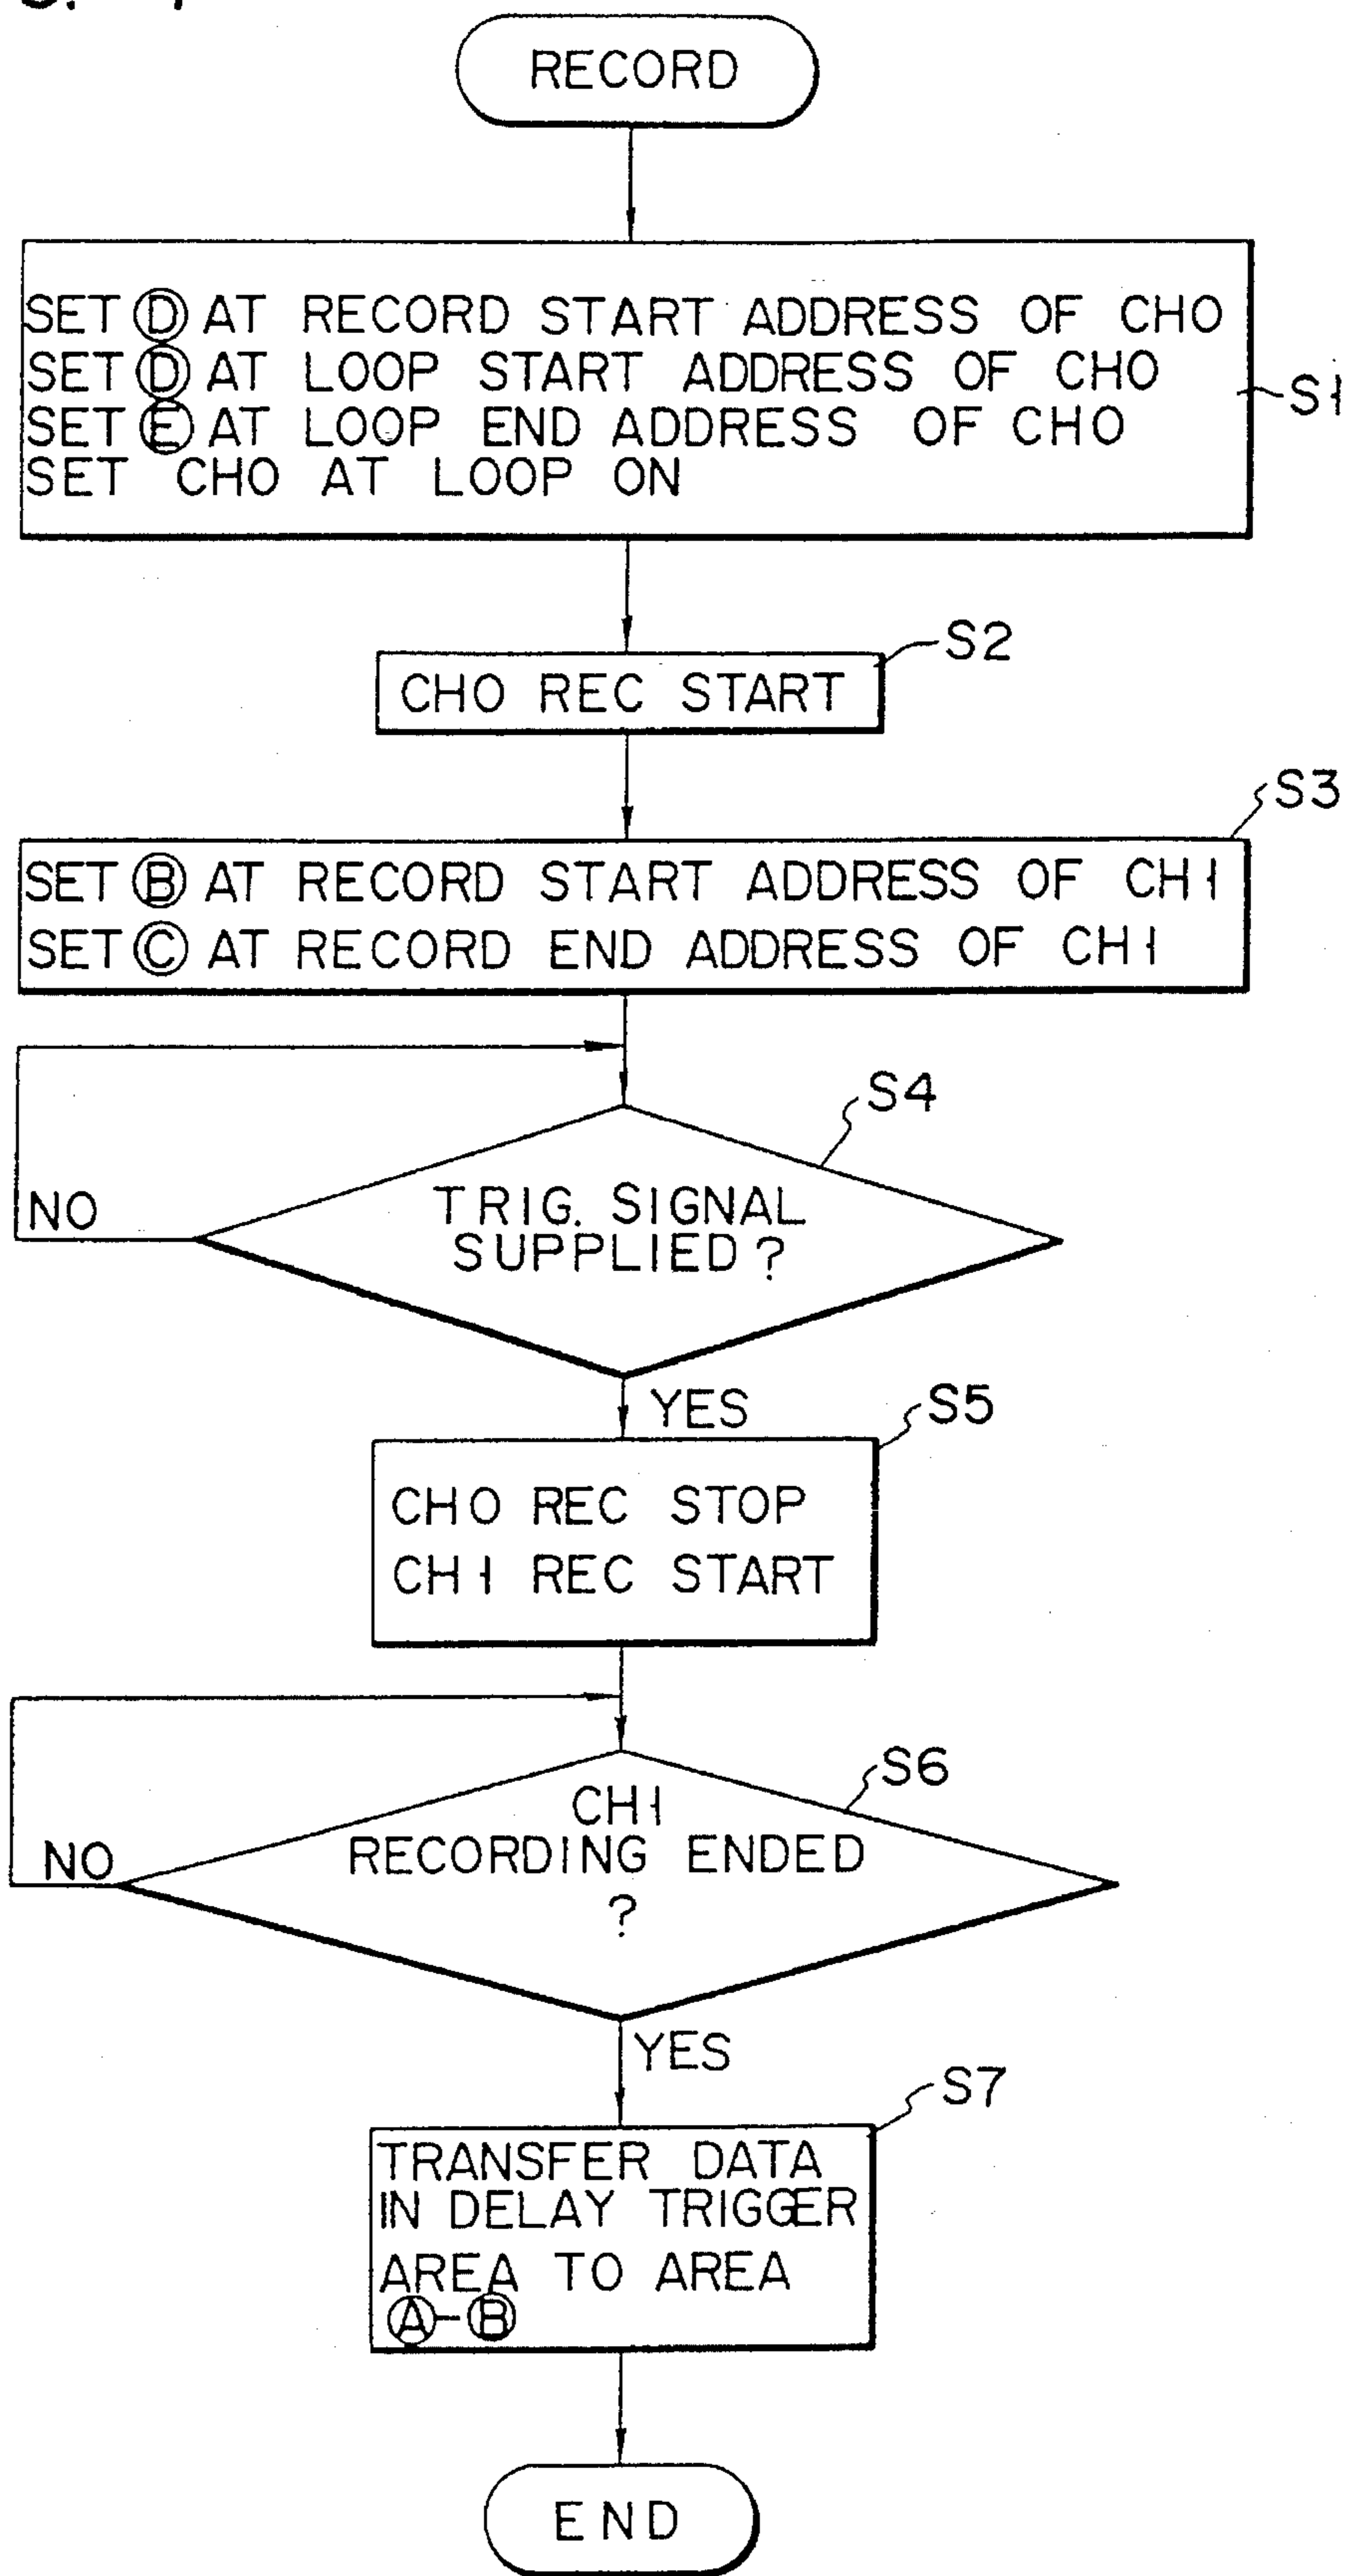 RECORD
SET Ⓓ AT RECORD START ADDRESS OF CH0
SET Ⓓ AT LOOP START ADDRESS OF CH0
SET Ⓔ AT LOOP END ADDRESS OF CH0
SET CH0 AT LOOP ON
S1
S2
CH0 REC START
S3
SET Ⓑ AT RECORD START ADDRESS OF CH1
SET Ⓒ AT RECORD END ADDRESS OF CH1
S4
NO
TRIG. SIGNAL
SUPPLIED?
YES
S5
CH0 REC STOP
CH1 REC START
S6
CH1
NO
RECORDING ENDED
?
YES
S7
TRANSFER DATA
IN DELAY TRIGGER
AREA TO AREA
Ⓐ-Ⓑ
END